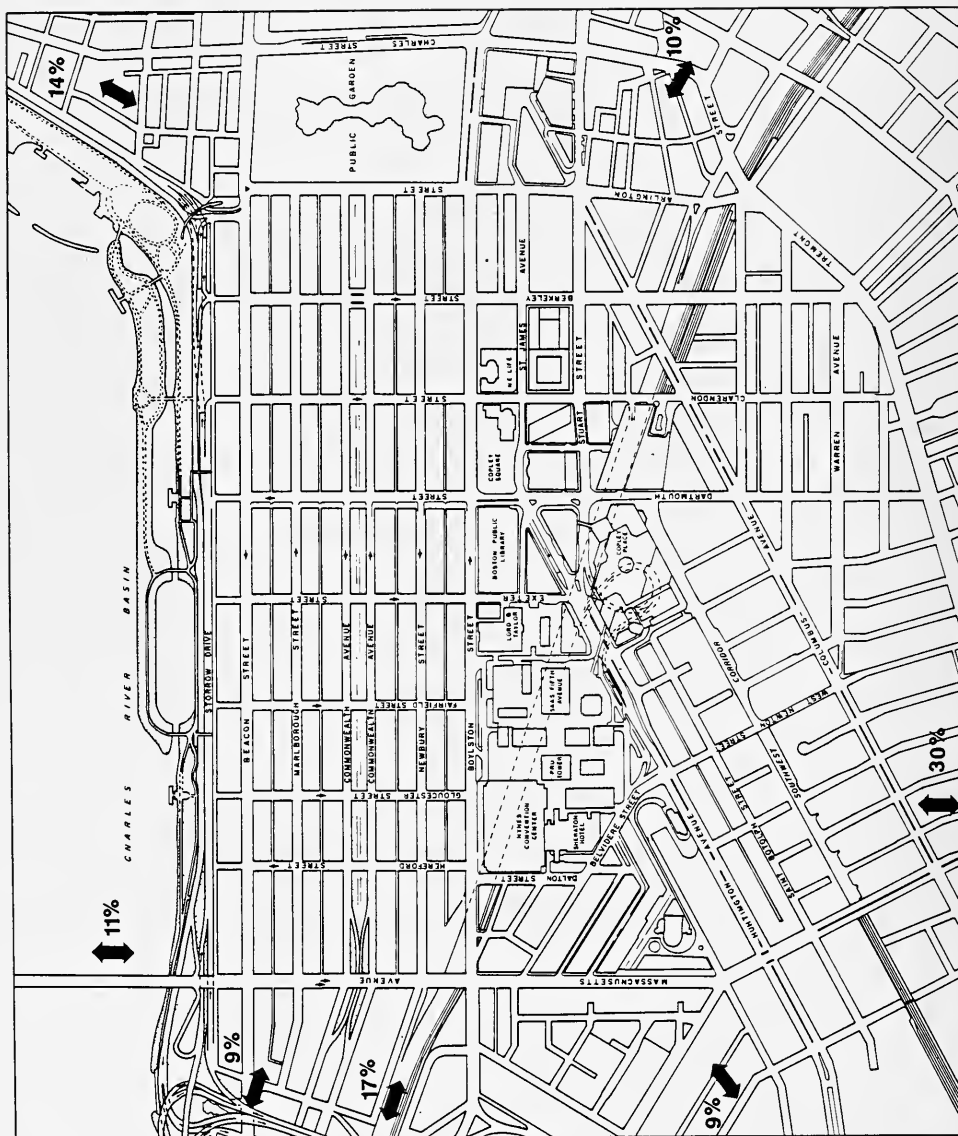 14%
CHARLES
STREET
10%
PUBLIC GARDEN
STREET
ARLINGTON
STREET
TREMONT
CHARLES RIVER BASIN
STREET
BERKELEY
AVENUE
ST. JAMES
NE LIFE
STREET
STREET
CLARENDON
STUART
COPLEY
SQUARE
WARREN AVENUE
STREET
DARTMOUTH
BOSTON PUBLIC
LIBRARY
COPLEY
PLACE
STREET
EXETER
LORD &
TAYLOR
STORROW DRIVE
BEACON STREET
MARLBOROUGH STREET
COMMONWEALTH AVENUE
COMMONWEALTH AVENUE
NEWBURY STREET
BOYLSTON STREET
FAIRFIELD STREET
SAKS FIFTH
AVENUE
PRU
TOWER
GLOUCESTER STREET
HYNES
CONVENTION
CENTER
SHERATON
HOTEL
BELVIDERE STREET
HEREFORD STREET
DALTON STREET
COLUMBUS AVENUE
WEST NEWTON STREET
SOUTHWEST CORRIDOR
SAINT BOTOLPH STREET
HUNTINGTON AVENUE
MASSACHUSETTS AVENUE
11%
9%
17%
9%
30%